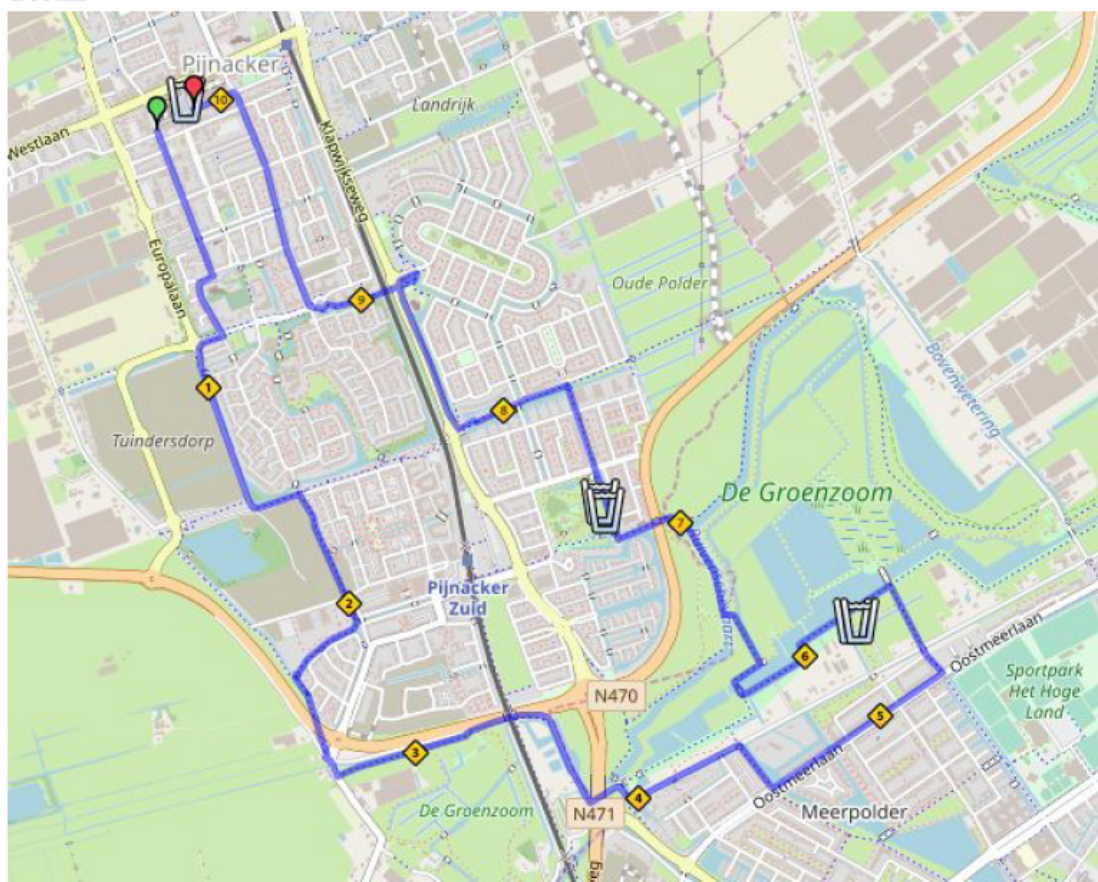 Pijnacker
10
Landrijk
Westlaan
Klapwijkseweg
Europalaan
Oude Polder
9
Bovenwetering
1
8
Tuindersdorp
De Groenzoom
7
Pijnacker
Zuid
2
6
Oostmeerlaan
Sportpark
Het Hoge
Land
N470
5
3
4
Oostmeerlaan
De Groenzoom
N471
Meerpolder